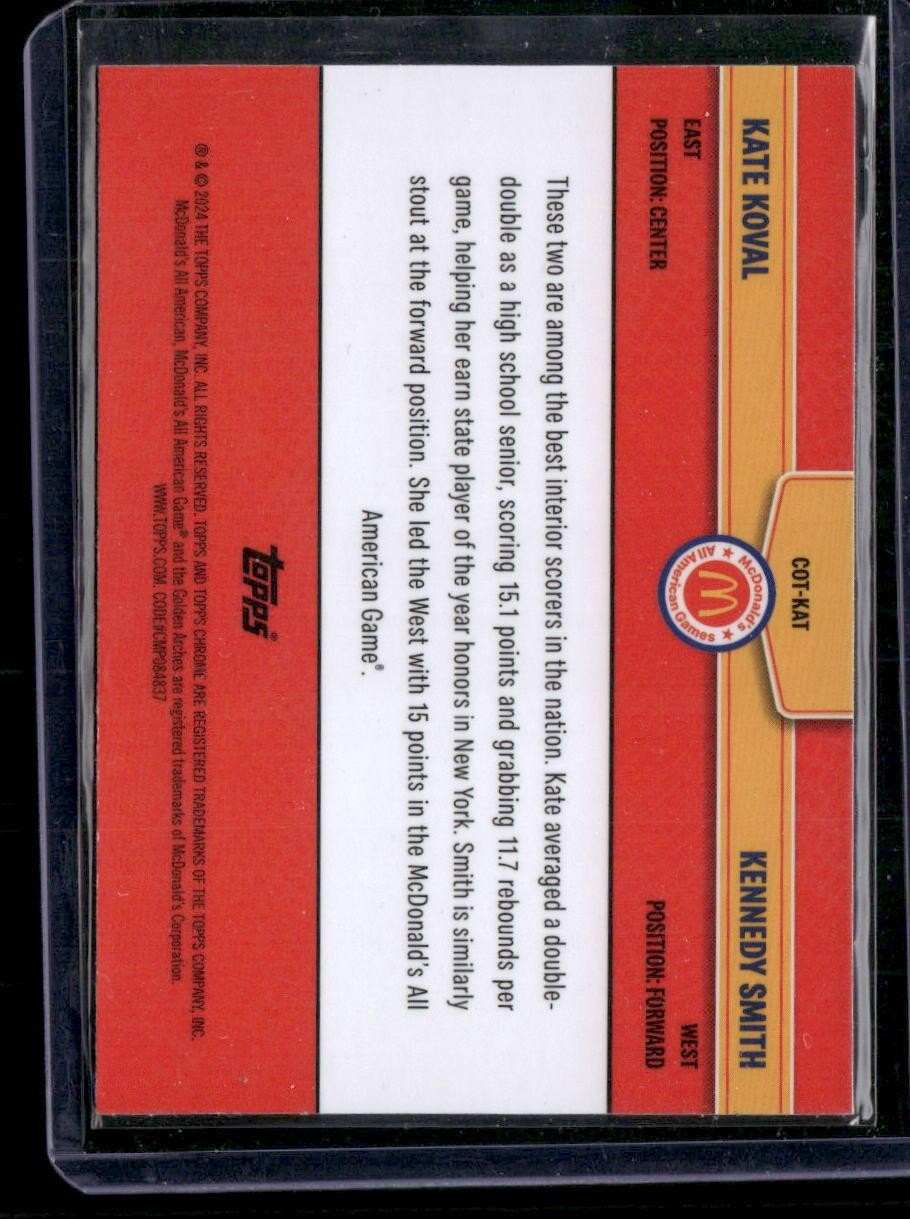 COT-KAT
KATE KOVAL
KENNEDY SMITH
McDonald's
All American Games
EAST
POSITION: CENTER
WEST
POSITION: FORWARD
These two are among the best interior scorers in the nation. Kate averaged a double-
double as a high school senior, scoring 15.1 points and grabbing 11.7 rebounds per
game, helping her earn state player of the year honors in New York. Smith is similarly
stout at the forward position. She led the West with 15 points in the McDonald's All
American Game®.
topps®
® & © 2024 THE TOPPS COMPANY, INC. ALL RIGHTS RESERVED. TOPPS AND TOPPS CHROME ARE REGISTERED TRADEMARKS OF THE TOPPS COMPANY, INC.
McDonald's All American, McDonald's All American Game® and the Golden Arches are registered trademarks of McDonald's Corporation.
WWW.TOPPS.COM. CODE#CMP084837